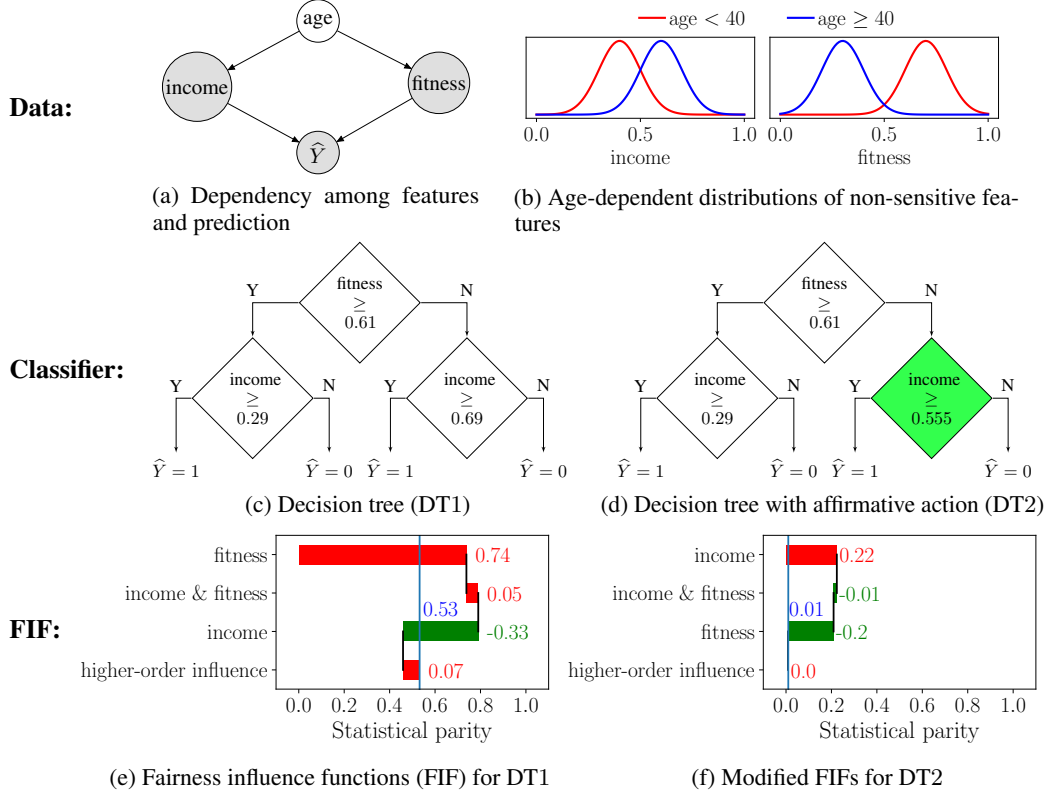 Data:
age
income
fitness
Ŷ
(a) Dependency among features
and prediction
age < 40
age ≥ 40
0.0 0.5 1.0
income
0.0 0.5 1.0
fitness
(b) Age-dependent distributions of non-sensitive fea-
tures
Classifier:
fitness
≥
0.61
Y
N
income
≥
0.29
Y
N
income
≥
0.69
Y
N
Ŷ = 1
Ŷ = 0
Ŷ = 1
Ŷ = 0
(c) Decision tree (DT1)
fitness
≥
0.61
Y
N
income
≥
0.29
Y
N
income
≥
0.555
Y
N
Ŷ = 1
Ŷ = 0
Ŷ = 1
Ŷ = 0
(d) Decision tree with affirmative action (DT2)
FIF:
fitness
0.74
income & fitness
0.05
0.53
income
-0.33
higher-order influence
0.07
0.0 0.2 0.4 0.6 0.8 1.0
Statistical parity
(e) Fairness influence functions (FIF) for DT1
income
0.22
income & fitness
-0.01
0.01
fitness
-0.2
higher-order influence
0.0
0.0 0.2 0.4 0.6 0.8 1.0
Statistical parity
(f) Modified FIFs for DT2